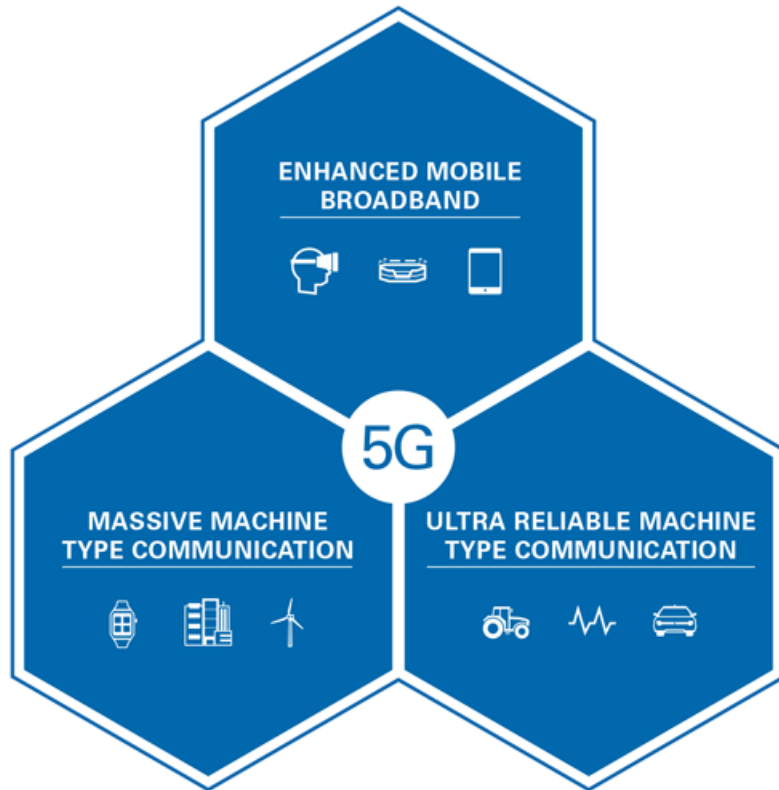 ENHANCED MOBILE
BROADBAND
5G
MASSIVE MACHINE
TYPE COMMUNICATION
ULTRA RELIABLE MACHINE
TYPE COMMUNICATION